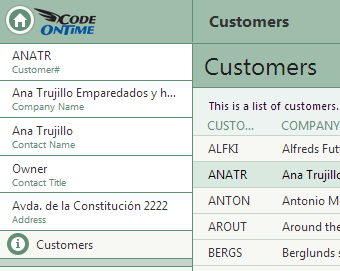 CODE
ONTIME
ANATR
Customer#
Ana Trujillo Emparedados y h...
Company Name
Ana Trujillo
Contact Name
Owner
Contact Title
Avda. de la Constitución 2222
Address
Customers
Customers
Customers
This is a list of customers.
CUSTO... COMPANY
ALFKI Alfreds Fut
ANATR Ana Trujillo
ANTON Antonio M
AROUT Around the
BERGS Berglunds s